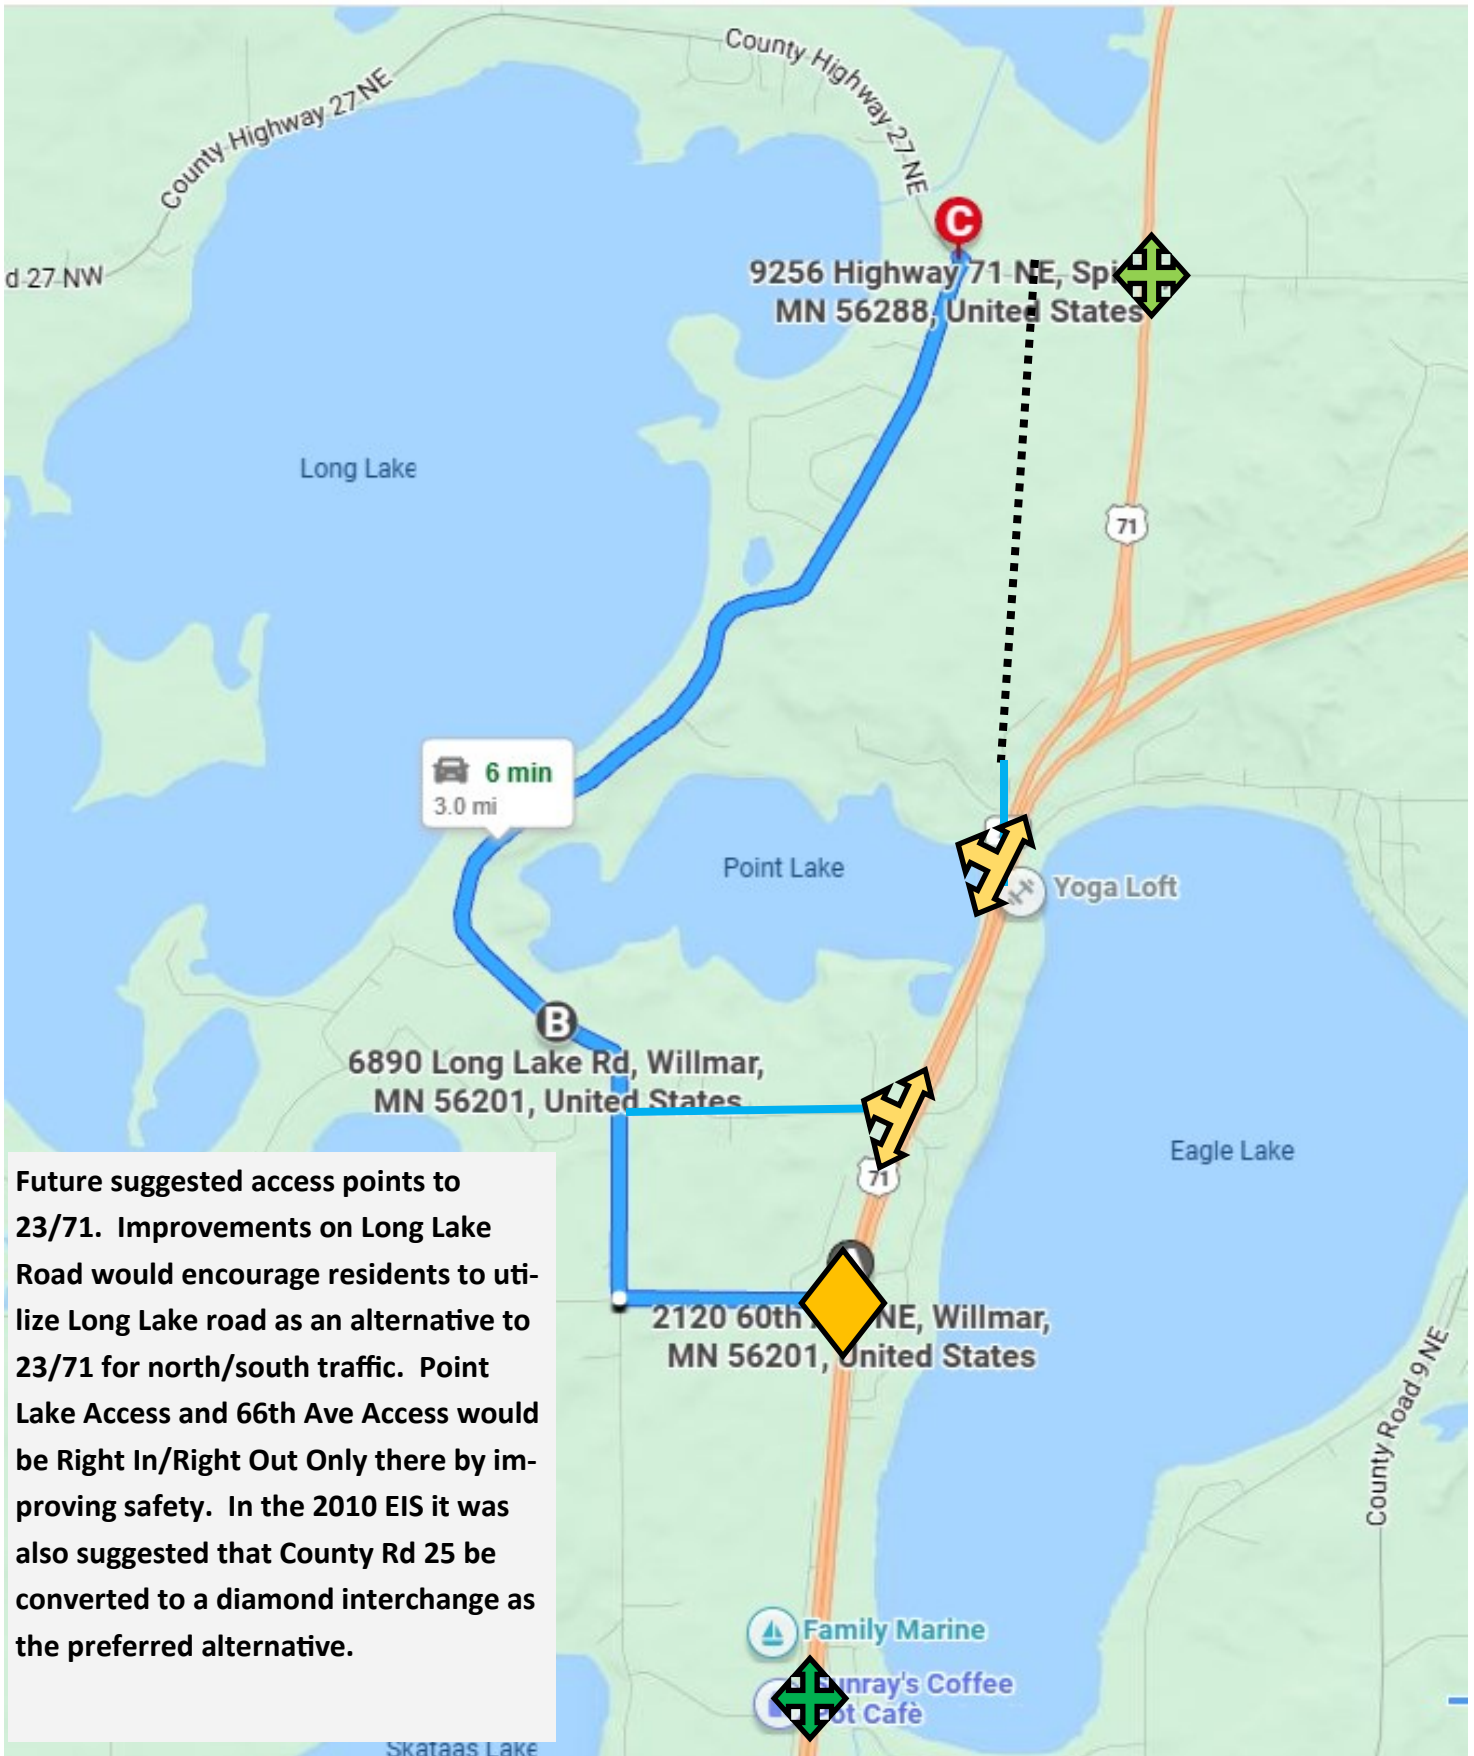 County Highway 27 NE
County Highway 27 NE
C
9256 Highway 71 NE,
MN 56288, United States
d 27 NW
Long Lake
71
6 min
3.0 mi
Point Lake
Yoga Loft
B
6890 Long Lake Rd, Willmar,
MN 56201, United States
Eagle Lake
71
2120 60th NE, Willmar,
MN 56201, United States
Future suggested access points to
23/71. Improvements on Long Lake
Road would encourage residents to uti-
lize Long Lake road as an alternative to
23/71 for north/south traffic. Point
Lake Access and 66th Ave Access would
be Right In/Right Out Only there by im-
proving safety. In the 2010 EIS it was
also suggested that County Rd 25 be
converted to a diamond interchange as
the preferred alternative.
County Road 9 NE
Family Marine
Coffee
Cafè
Skataas Lake